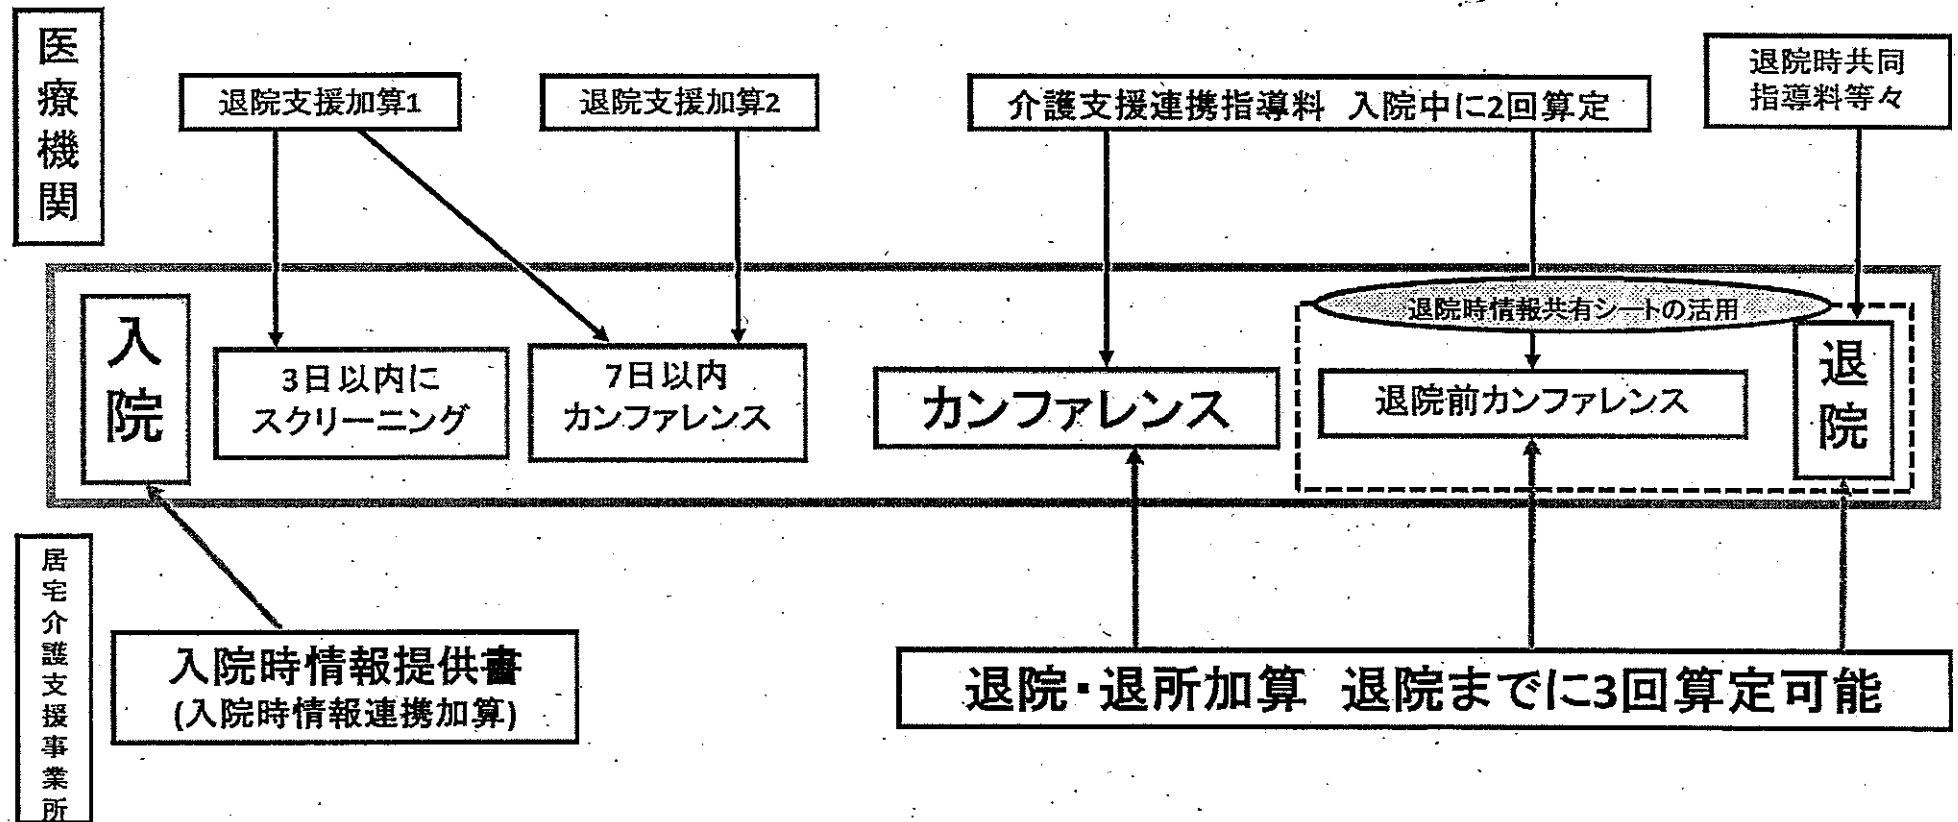 医療機関
退院支援加算1
退院支援加算2
介護支援連携指導料 入院中に2回算定
退院時共同
指導料等々
入院
3日以内に
スクリーニング
7日以内
カンファレンス
カンファレンス
退院時情報共有シートの活用
退院前カンファレンス
退院
居宅介護支援事業所
入院時情報提供書
(入院時情報連携加算)
退院・退所加算 退院までに3回算定可能